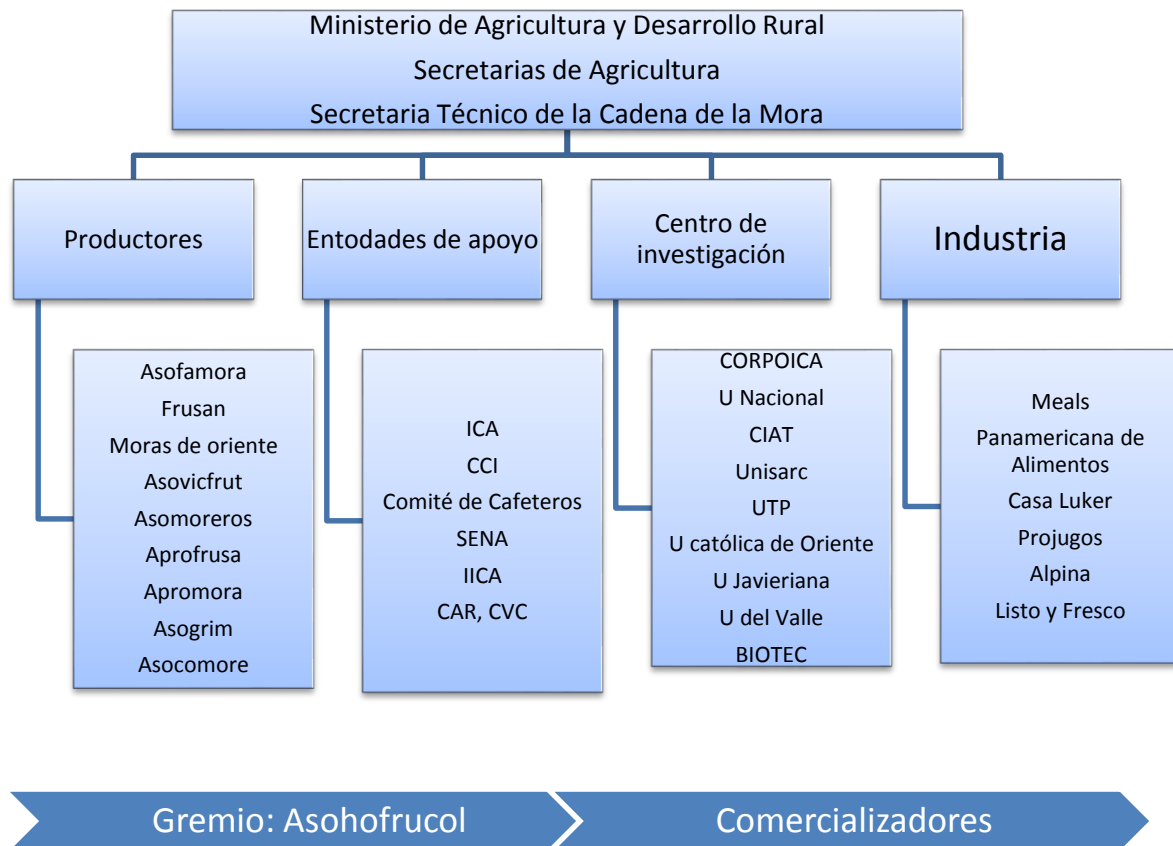 Ministerio de Agricultura y Desarrollo Rural
Secretarias de Agricultura
Secretaria Técnico de la Cadena de la Mora
Productores
Entodades de apoyo
Centro de
investigación
Industria
Asofamora
Frusan
Moras de oriente
Asovicfrut
Asomoreros
Aprofrusa
Apromora
Asogrim
Asocomore
ICA
CCI
Comité de Cafeteros
SENA
IICA
CAR, CVC
CORPOICA
U Nacional
CIAT
Unisarc
UTP
U católica de Oriente
U Javieriana
U del Valle
BIOTEC
Meals
Panamericana de
Alimentos
Casa Luker
Projugos
Alpina
Listo y Fresco
Gremio: Asohofrucol
Comercializadores